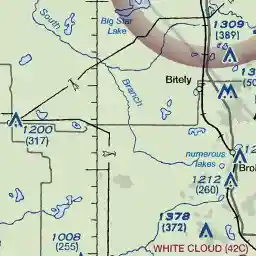 South
Big Star
Lake
1309
(389)
Branch
Bitely
1200
(317)
numerous
lakes
1212
(260)
1008
(255)
1378
(372)
WHITE CLOUD (42C)